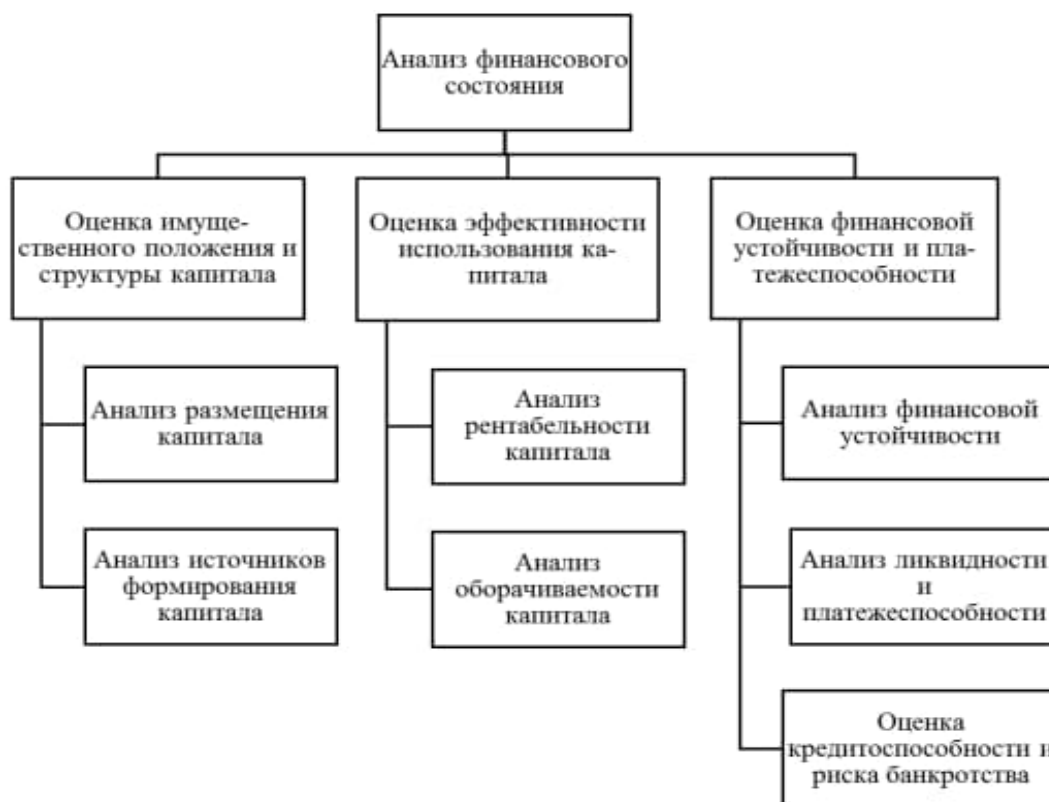 Анализ финансового
состояния
Оценка имуще-
ственного положения и
структуры капитала
Оценка эффективности
использования ка-
питала
Оценка финансовой
устойчивости и пла-
тежеспособности
Анализ размещения
капитала
Анализ источников
формирования
капитала
Анализ
рентабельности
капитала
Анализ
оборачиваемости
капитала
Анализ финансовой
устойчивости
Анализ ликвидности
и
платежеспособности
Оценка
кредитоспособности и
риска банкротства